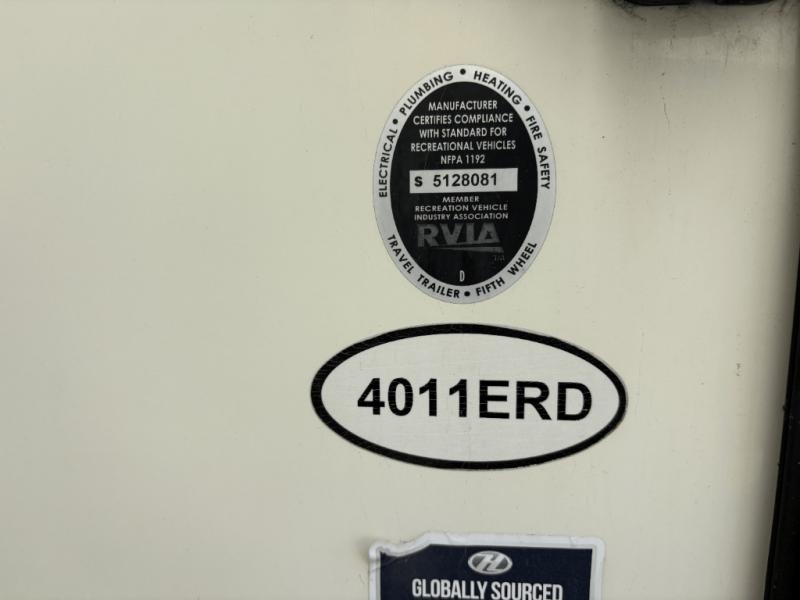 ELECTRICAL • PLUMBING • HEATING • FIRE SAFETY
MANUFACTURER
CERTIFIES COMPLIANCE
WITH STANDARD FOR
RECREATIONAL VEHICLES
NFPA 1192
S 5128081
MEMBER
RECREATION VEHICLE
INDUSTRY ASSOCIATION
RVIA
TM
D
TRAVEL TRAILER • FIFTH WHEEL
4011ERD
H
GLOBALLY SOURCED